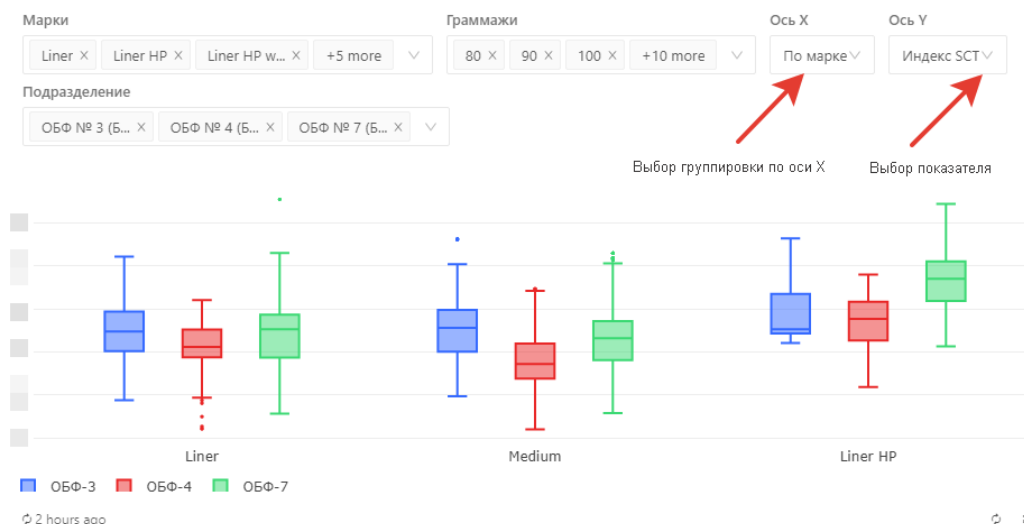 Марки
Граммажи
Ось X
Ось Y
Liner × Liner HP × Liner HP w... × +5 more
80 × 90 × 100 × +10 more
По марке
Индекс SCT
Подразделение
ОБФ № 3 (Б... × ОБФ № 4 (Б... × ОБФ № 7 (Б... ×
Выбор группировки по оси X
Выбор показателя
Liner
Medium
Liner HP
ОБФ-3 ОБФ-4 ОБФ-7
2 hours ago